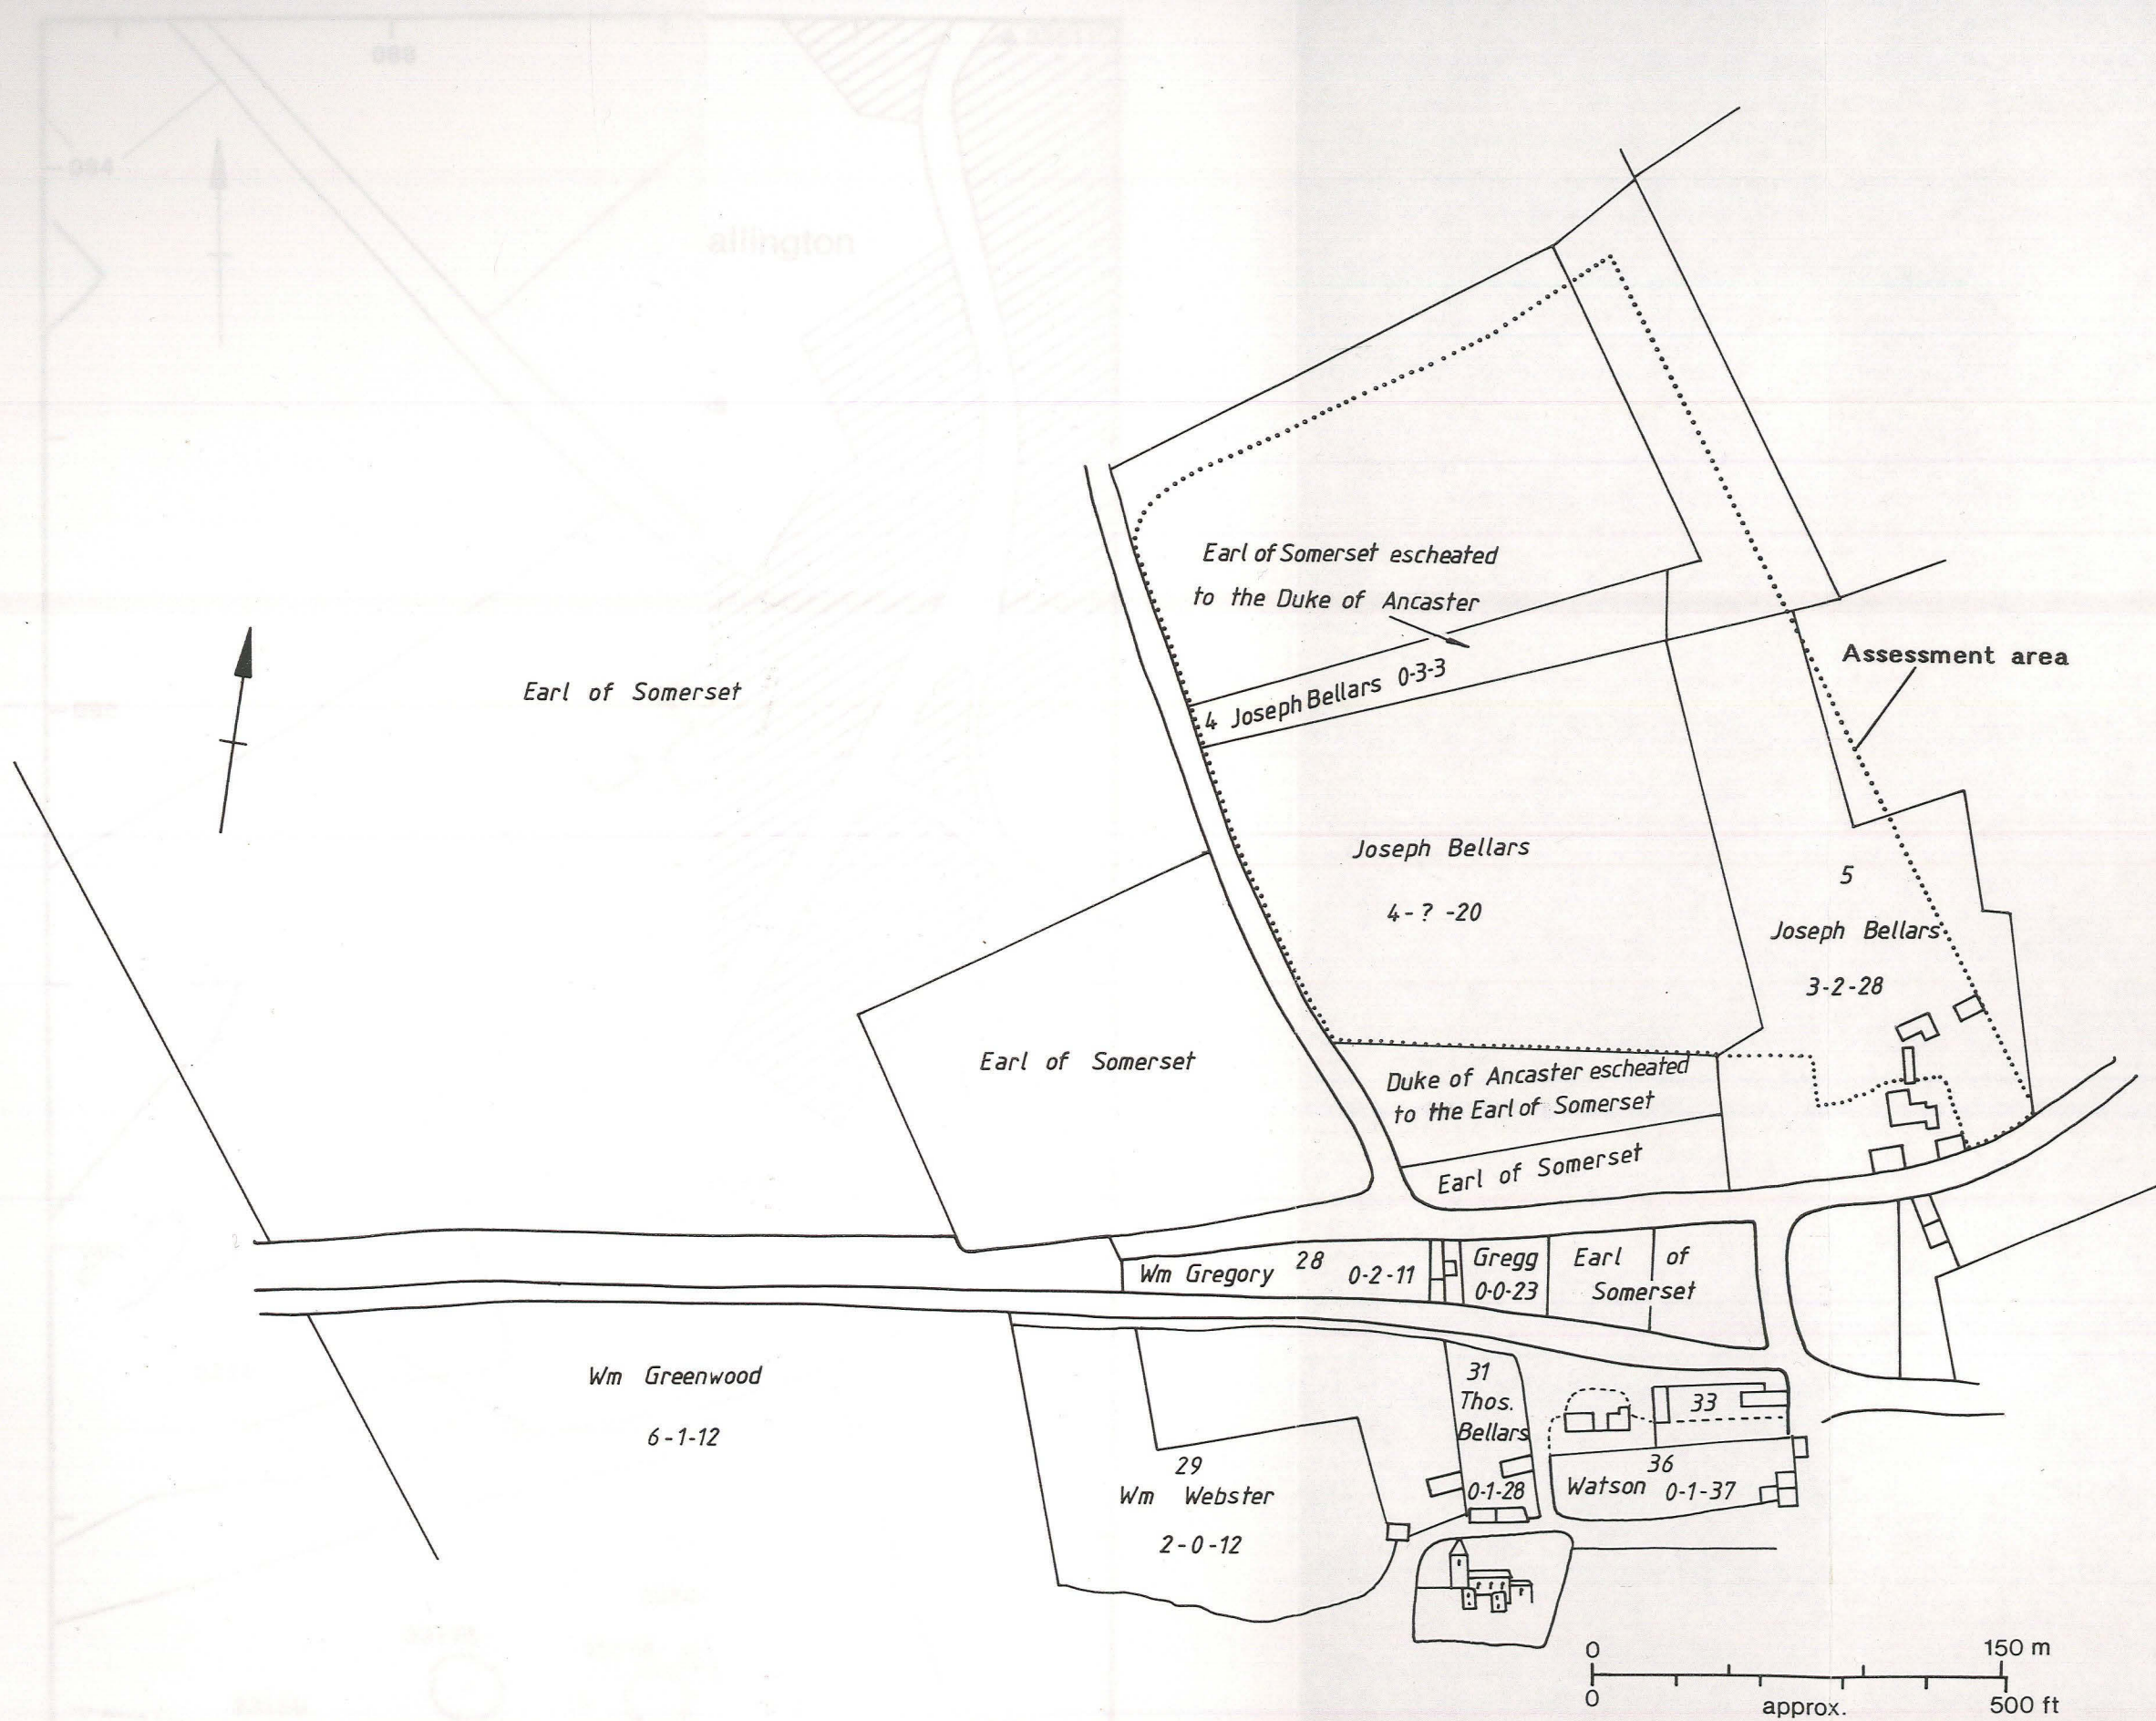 Earl of Somerset escheated
to the Duke of Ancaster
Earl of Somerset
Assessment area
4 Joseph Bellars 0-3-3
Joseph Bellars
4-?-20
5
Joseph Bellars
3-2-28
Earl of Somerset
Duke of Ancaster escheated
to the Earl of Somerset
Earl of Somerset
Wm Gregory 28 0-2-11
Gregg
0-0-23
Earl of
Somerset
Wm Greenwood
6-1-12
31
Thos.
Bellars
0-1-28
33
36
Watson 0-1-37
29
Wm Webster
2-0-12
0 150 m
0 approx. 500 ft
allington